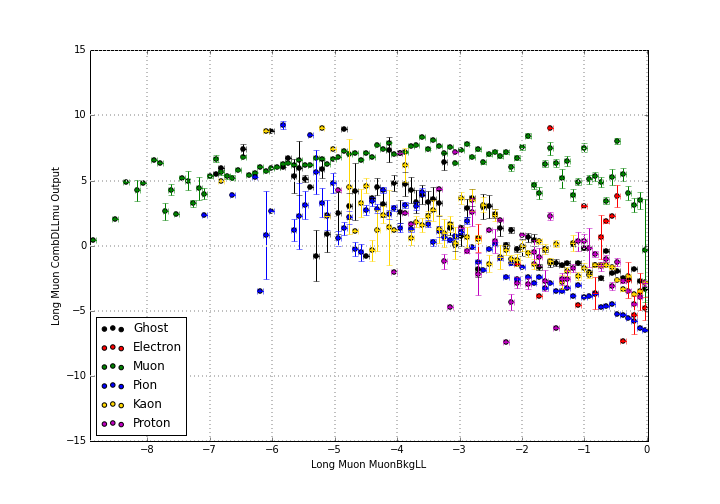 15
10
5
0
−5
−10
−15
Long Muon CombDLLmu Output
Ghost
Electron
Muon
Pion
Kaon
Proton
−8 −7 −6 −5 −4 −3 −2 −1 0
Long Muon MuonBkgLL